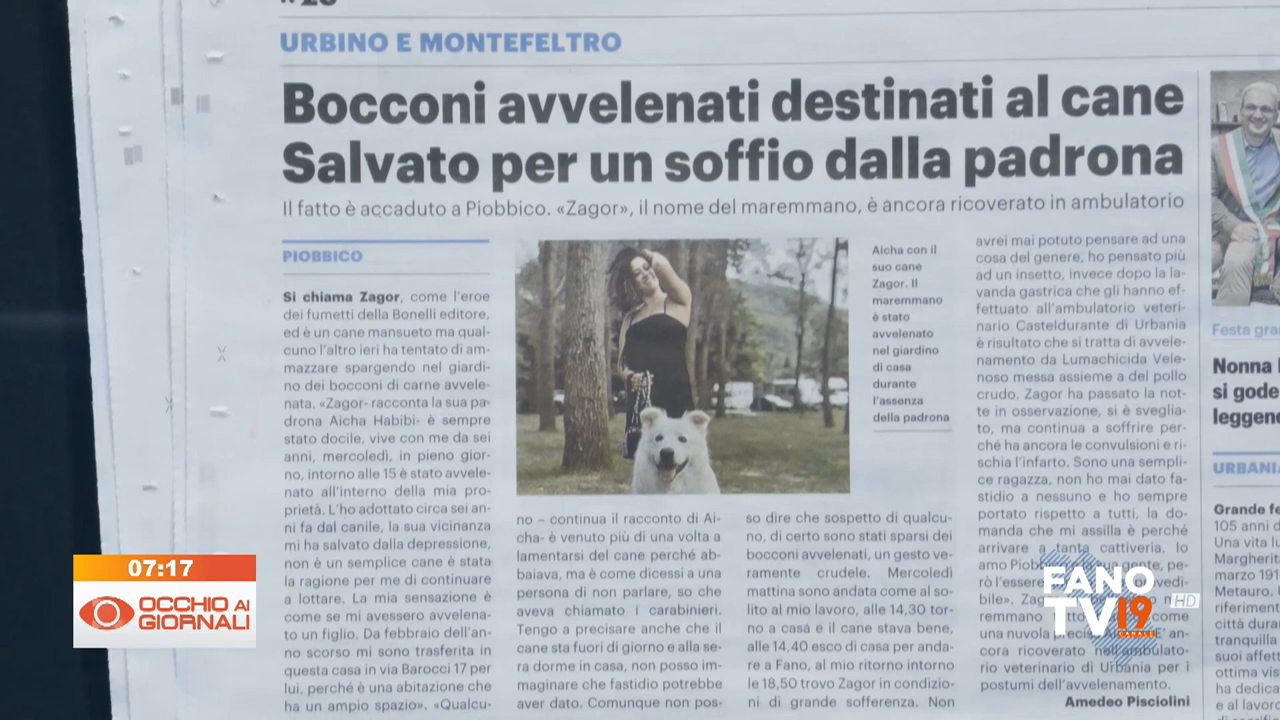 URBINO E MONTEFELTRO
Bocconi avvelenati destinati al cane
Salvato per un soffio dalla padrona
Il fatto è accaduto a Piobbico. «Zagor», il nome del maremmano, è ancora ricoverato in ambulatorio
PIOBBICO
Si chiama Zagor, come l'eroe
dei fumetti della Bonelli editore,
ed è un cane mansueto ma qual-
cuno l'altro ieri ha tentato di am-
mazzare spargendo nel giardi-
no dei bocconi di carne avvele-
nata. «Zagor- racconta la sua pa-
drona Aicha Habibi- è sempre
stato docile, vive con me da sei
anni, mercoledì, in pieno gior-
no, intorno alle 15 è stato avvele-
nato all'interno della mia pro-
prietà. L'ho adottato circa sei an-
ni fa dal canile, la sua vicinanza
mi ha salvato dalla depressione,
non è un semplice cane è stata
la ragione per me di continuare
a lottare. La mia sensazione è
come se mi avessero avvelena-
to un figlio. Da febbraio dell'an-
no scorso mi sono trasferita in
questa casa in via Barocci 17 per
lui, perché è una abitazione che
ha un ampio spazio». «Qualcu-
no – continua il racconto di Ai-
cha- è venuto più di una volta a
lamentarsi del cane perché ab-
baiava, ma è come dicessi a una
persona di non parlare, so che
aveva chiamato i carabinieri.
Tengo a precisare anche che il
cane sta fuori di giorno e alla se-
ra dorme in casa, non posso im-
maginare che fastidio potrebbe
aver dato. Comunque non pos-
so dire che sospetto di qualcu-
no, di certo sono stati sparsi dei
bocconi avvelenati, un gesto ve-
ramente crudele. Mercoledì
mattina sono andata come al so-
lito al mio lavoro, alle 14,30 tor-
no a casa e il cane stava bene,
alle 14,40 esco di casa per anda-
re a Fano, al mio ritorno intorno
le 18,50 trovo Zagor in condizio-
ni di grande sofferenza. Non
Aicha con il
suo cane
Zagor. Il
maremmano
è stato
avvelenato
nel giardino
di casa
durante
l'assenza
della padrona
avrei mai potuto pensare ad una
cosa del genere, ho pensato più
ad un insetto, invece dopo la la-
vanda gastrica che gli hanno ef-
fettuato all'ambulatorio veteri-
nario Casteldurante di Urbania
è risultato che si tratta di avvele-
namento da Lumachicida Vele-
noso messa assieme a del pollo
crudo. Zagor ha passato la not-
te in osservazione, si è sveglia-
to, ma continua a soffrire per-
ché ha ancora le convulsioni e ri-
schia l'infarto. Sono una sempli-
ce ragazza, non ho mai dato fa-
stidio a nessuno e ho sempre
portato rispetto a tutti, la do-
manda che mi assilla è perché
arrivare a tanta cattiveria. Io
amo gente, pe-
rò
come
una nuvola an-
cora ricoverato
rio veterinario di Urbania per i
postumi dell'avvelenamento.
Amedeo Pisciolini
Festa
Nonna
si gode
URBANIA
Grande
105 anni
Una vita
tranquilla
ottima
ha
e al
07:17
OCCHIO AI
GIORNALI
FANO
TV 19
CANALE
HD